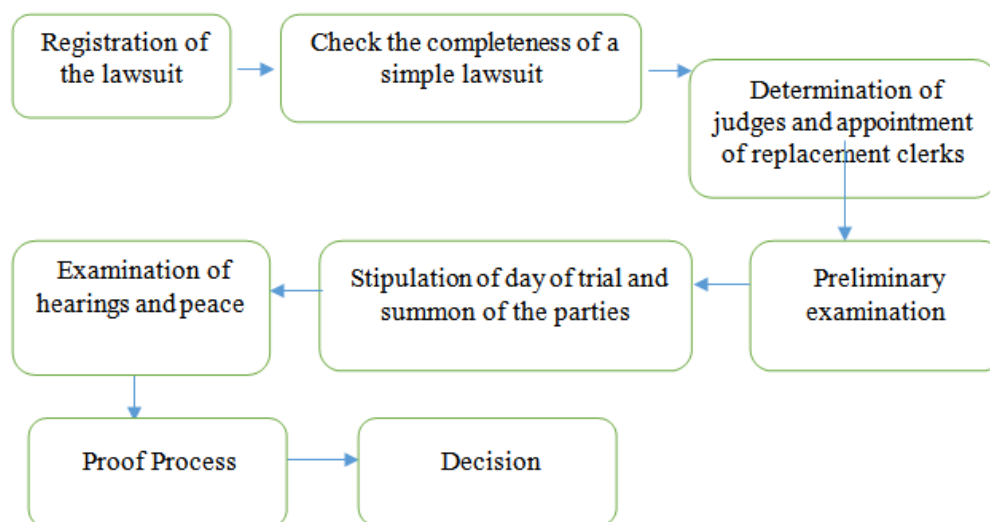 Registration of
the lawsuit
Check the completeness of a
simple lawsuit
Determination of
judges and appointment
of replacement clerks
Preliminary
examination
Stipulation of day of trial and
summon of the parties
Examination of
hearings and peace
Proof Process
Decision